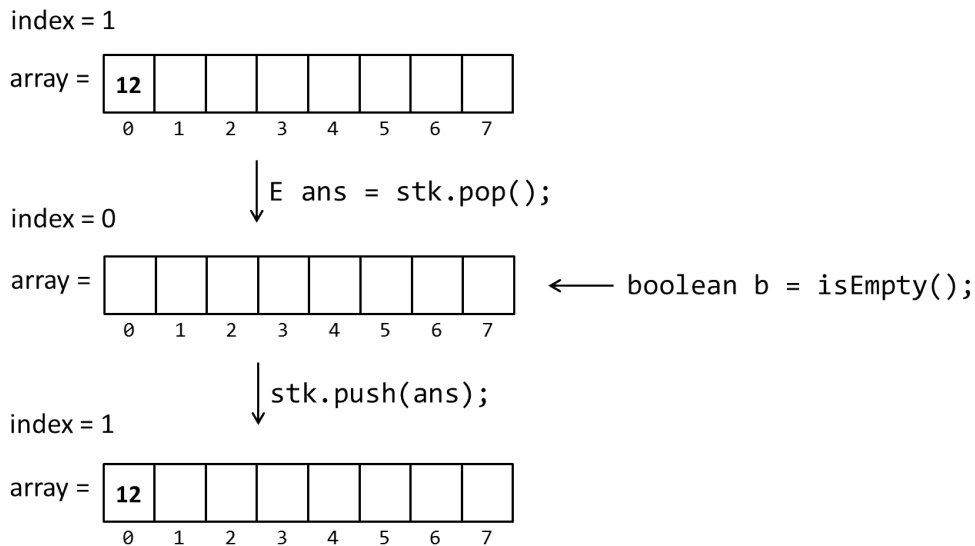 index = 1
array = 12
0 1 2 3 4 5 6 7
E ans = stk.pop();
index = 0
array =
boolean b = isEmpty();
0 1 2 3 4 5 6 7
stk.push(ans);
index = 1
array = 12
0 1 2 3 4 5 6 7